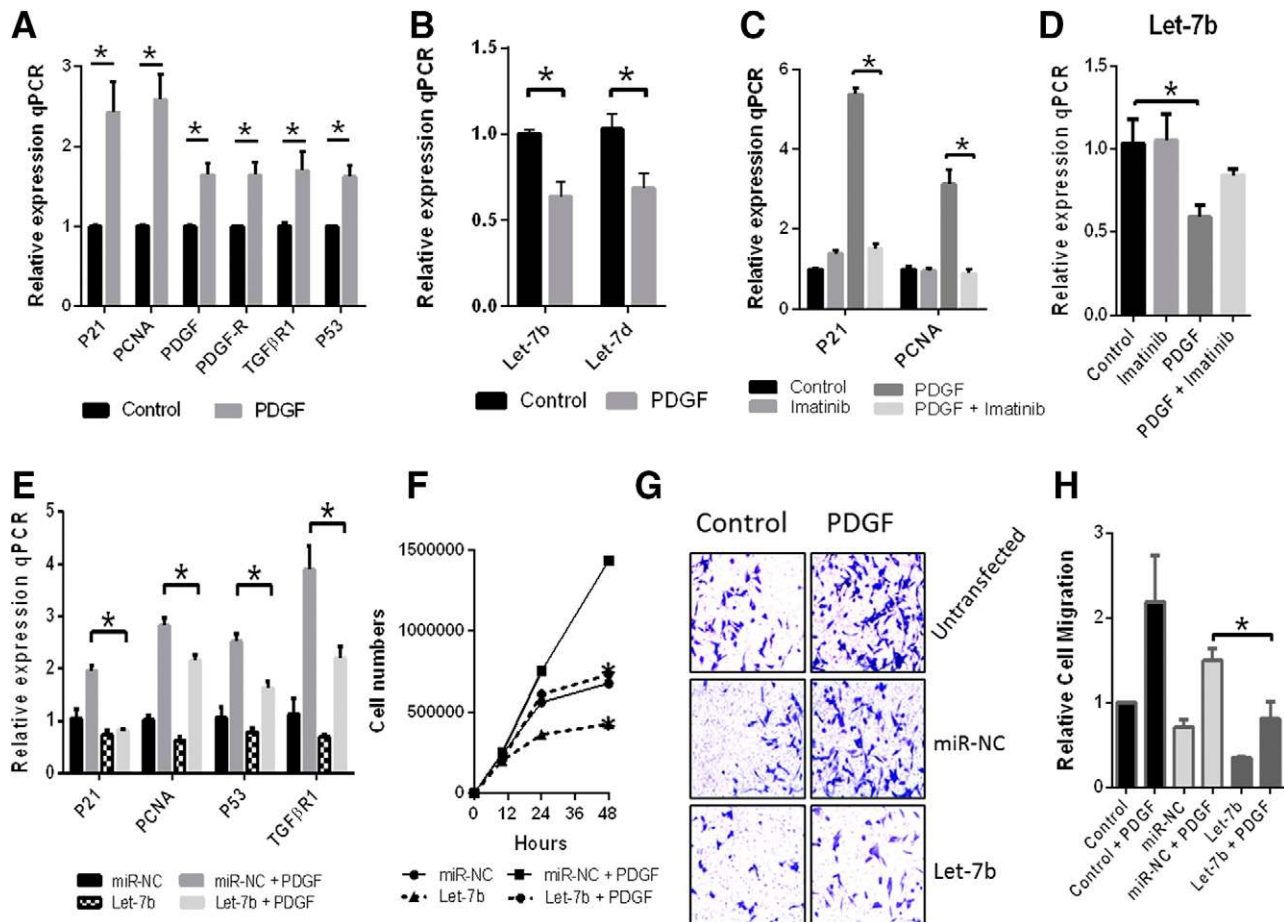 A
Relative expression qPCR
3
2
1
0
* * * * * *
P21
PCNA
PDGF
PDGF-R
TGFβR1
P53
Control PDGF
B
Relative expression qPCR
1.5
1.0
0.5
0.0
* *
Let-7b
Let-7d
Control PDGF
C
Relative expression qPCR
6
4
2
0
* *
P21
PCNA
Control PDGF
Imatinib PDGF + Imatinib
D
Let-7b
Relative expression qPCR
1.5
1.0
0.5
0.0
*
Control
Imatinib
PDGF
PDGF + Imatinib
E
Relative expression qPCR
5
4
3
2
1
0
* * * *
P21
PCNA
P53
TGFβR1
miR-NC miR-NC + PDGF
Let-7b Let-7b + PDGF
F
Cell numbers
1500000
1000000
500000
0
* *
0 12 24 36 48
Hours
miR-NC miR-NC + PDGF
Let-7b Let-7b + PDGF
G
Control PDGF
Untransfected
miR-NC
Let-7b
H
Relative Cell Migration
3
2
1
0
*
Control
Control + PDGF
miR-NC
miR-NC + PDGF
Let-7b
Let-7b + PDGF